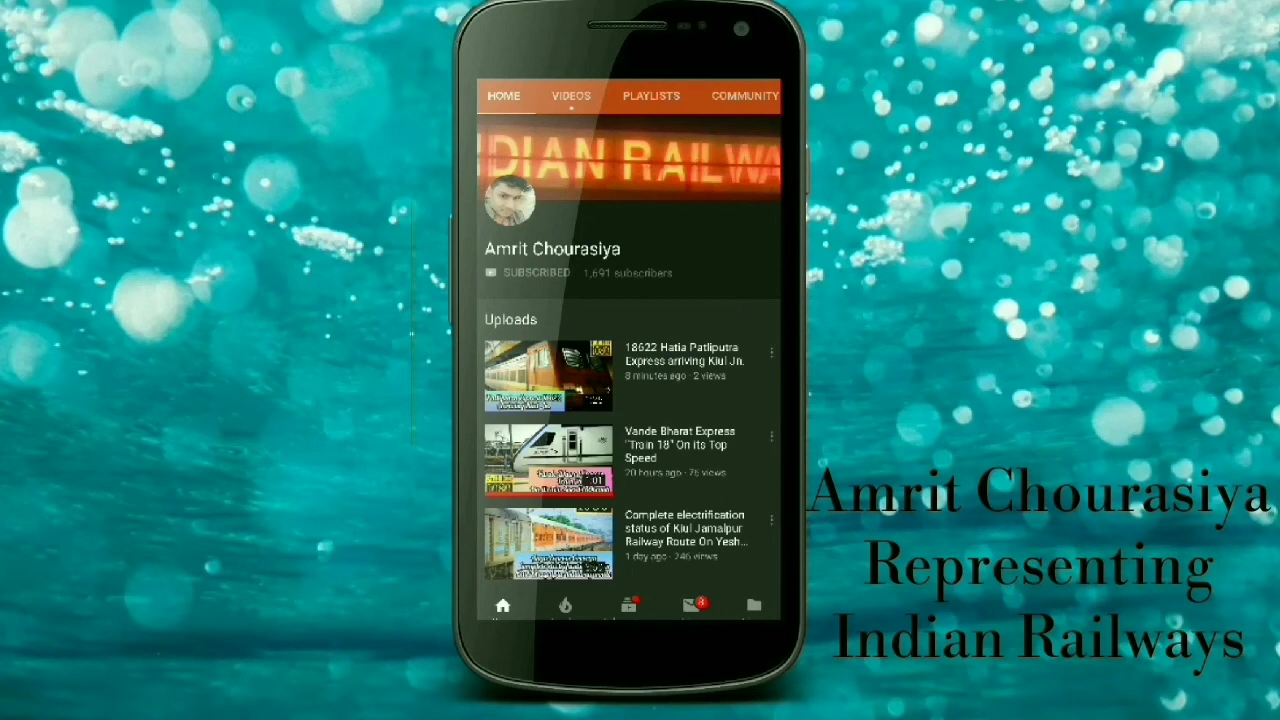 HOME VIDEOS PLAYLISTS COMMUNITY
DIAN RAILWA
Amrit Chourasiya
SUBSCRIBED 1,691 subscribers
Uploads
18622 Hatia Patliputra
Express arriving Kiul Jn.
8 minutes ago · 2 views
Vande Bharat Express
"Train 18" On its Top
Speed
20 hours ago · 76 views
Complete electrification
status of Kiul Jamalpur
Railway Route On Yesh...
1 day ago · 246 views
8
Amrit Chourasiya
Representing
Indian Railways